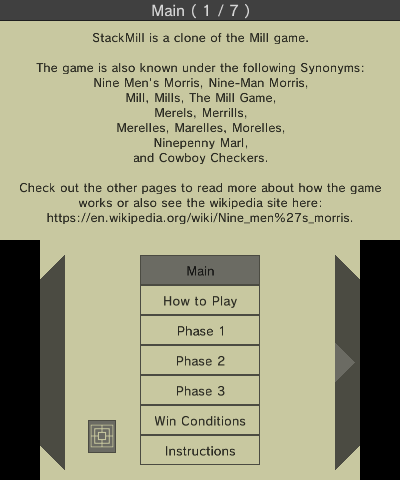 Main ( 1 / 7 )
StackMill is a clone of the Mill game.
The game is also known under the following Synonyms:
Nine Men's Morris, Nine-Man Morris,
Mill, Mills, The Mill Game,
Merels, Merrills,
Merelles, Marelles, Morelles,
Ninepenny Marl,
and Cowboy Checkers.
Check out the other pages to read more about how the game
works or also see the wikipedia site here:
https://en.wikipedia.org/wiki/Nine_men%27s_morris.
Main
How to Play
Phase 1
Phase 2
Phase 3
Win Conditions
Instructions